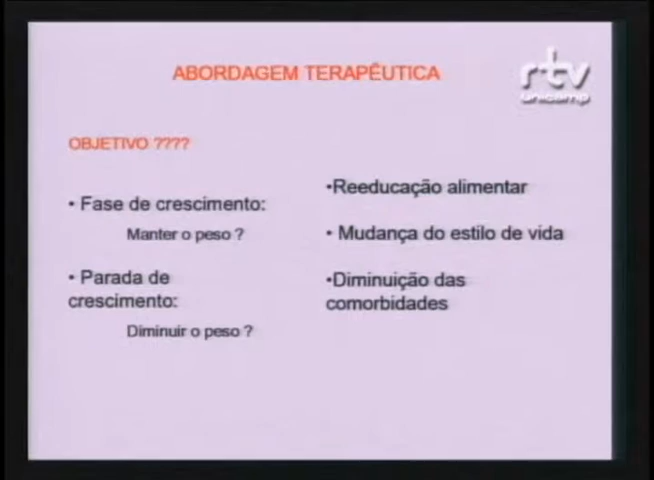 ABORDAGEM TERAPÊUTICA
rtv
unicamp
OBJETIVO ????
• Fase de crescimento:
Manter o peso ?
• Parada de
crescimento:
Diminuir o peso ?
•Reeducação alimentar
• Mudança do estilo de vida
•Diminuição das
comorbidades